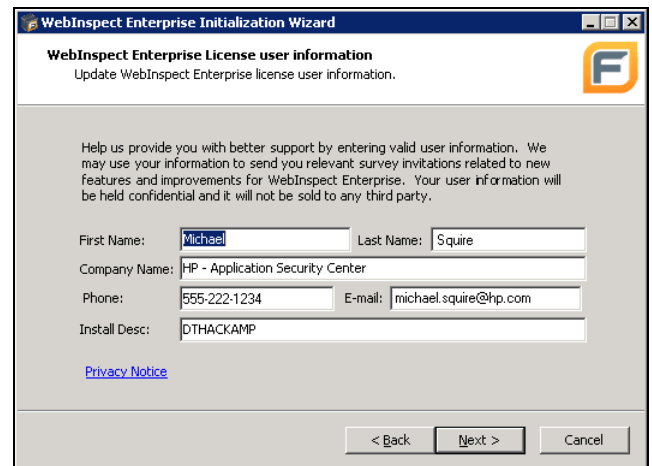 WebInspect Enterprise Initialization Wizard
WebInspect Enterprise License user information
Update WebInspect Enterprise license user information.
F
Help us provide you with better support by entering valid user information. We
may use your information to send you relevant survey invitations related to new
features and improvements for WebInspect Enterprise. Your user information will
be held confidential and it will not be sold to any third party.
First Name: Michael Last Name: Squire
Company Name: HP - Application Security Center
Phone: 555-222-1234 E-mail: michael.squire@hp.com
Install Desc: DTHACKAMP
Privacy Notice
< Back Next > Cancel